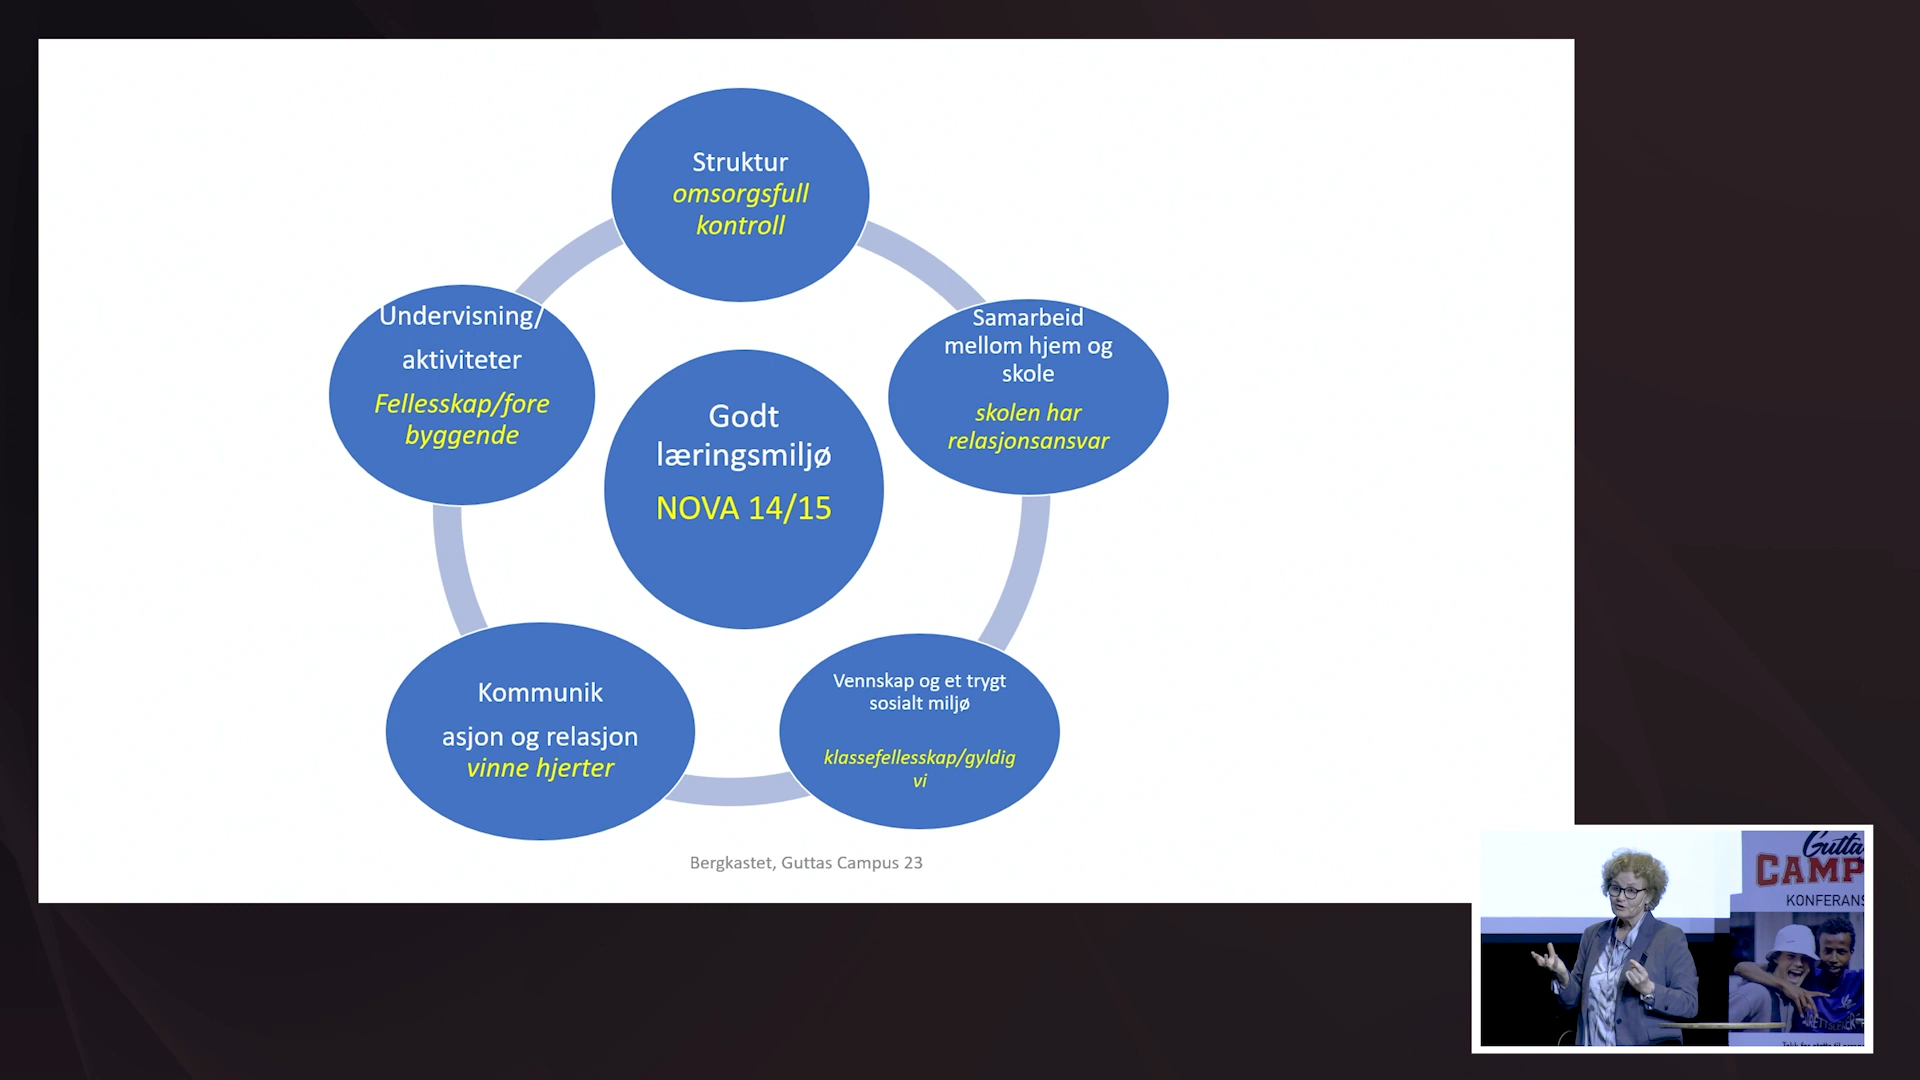 Struktur
omsorgsfull
kontroll
Undervisning/
aktiviteter
Fellesskap/fore
byggende
Samarbeid
mellom hjem og
skole
skolen har
relasjonsansvar
Godt
læringsmiljø
NOVA 14/15
Kommunik
asjon og relasjon
vinne hjerter
Vennskap og et trygt
sosialt miljø
klassefellesskap/gyldig
vi
Bergkastet, Guttas Campus 23
Gutta
CAMP
KONFERANS